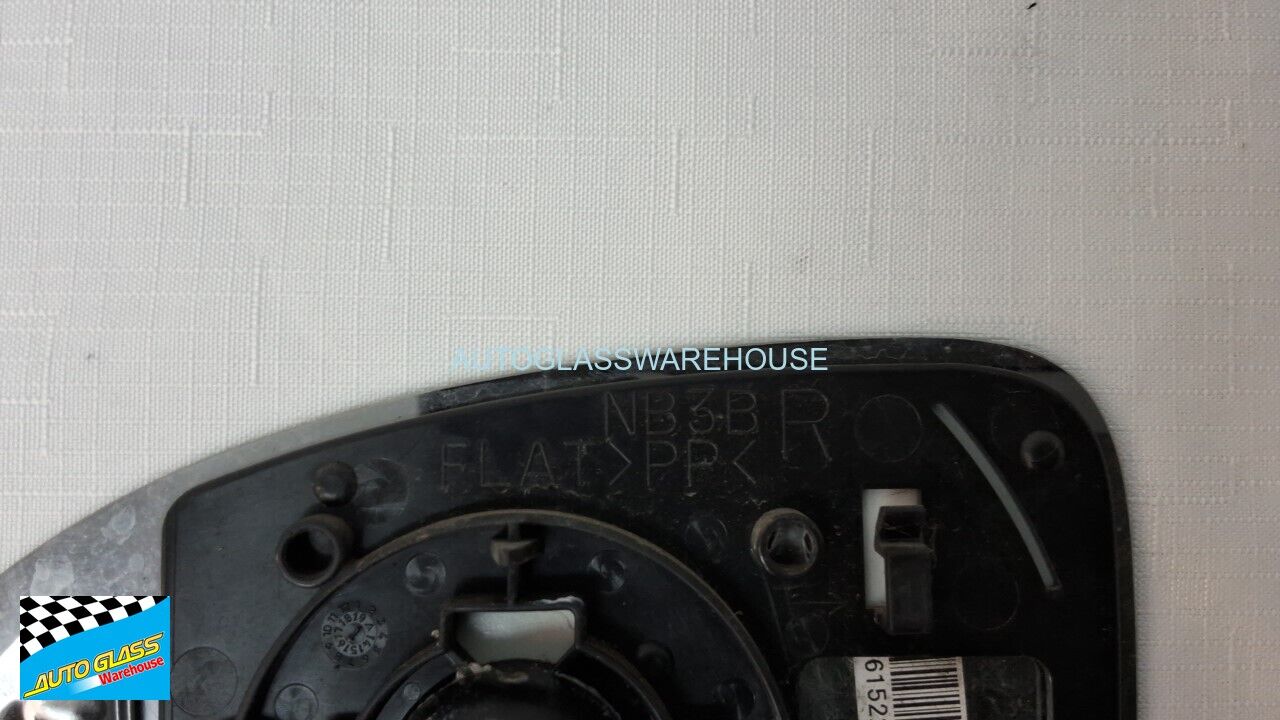 AUTOGLASSWAREHOUSE
NB3B R
FLAT >PP<
6152
AUTO GLASS
Warehouse